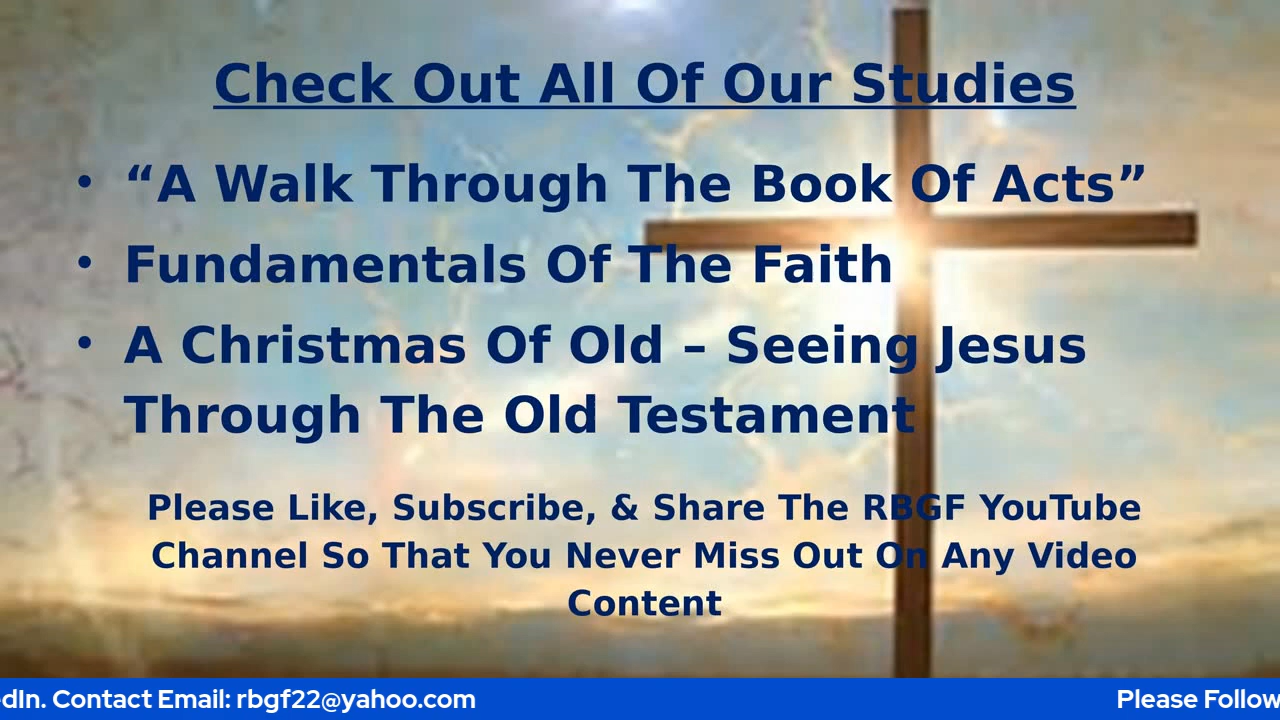 Check Out All Of Our Studies
• “A Walk Through The Book Of Acts”
• Fundamentals Of The Faith
• A Christmas Of Old – Seeing Jesus
Through The Old Testament
Please Like, Subscribe, & Share The RBGF YouTube
Channel So That You Never Miss Out On Any Video
Content
dIn. Contact Email: rbgf22@yahoo.com
Please Follow